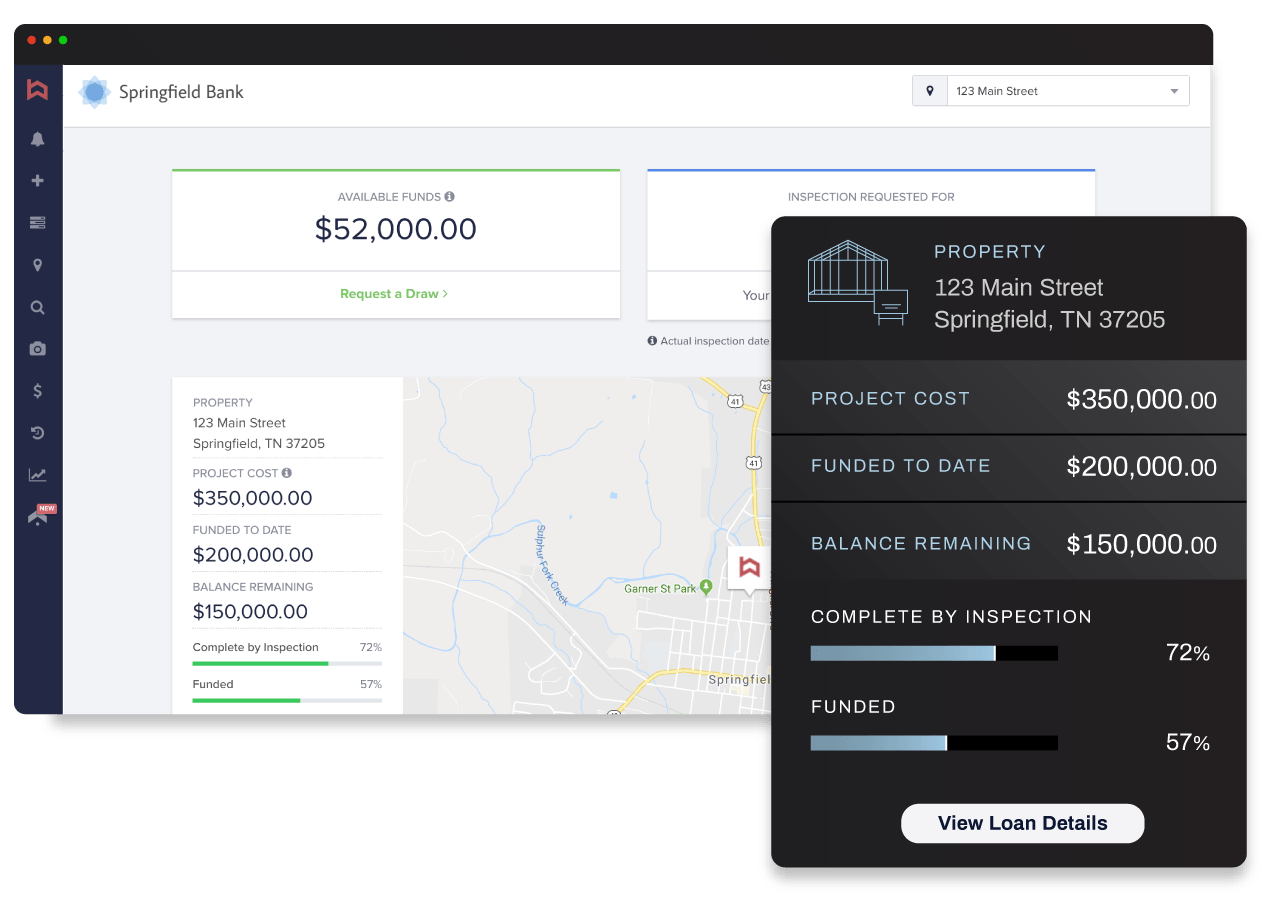 Springfield Bank
123 Main Street
AVAILABLE FUNDS
$52,000.00
Request a Draw
INSPECTION REQUESTED FOR
Your
Actual inspection date
NEW
PROPERTY
123 Main Street
Springfield, TN 37205
PROJECT COST
$350,000.00
FUNDED TO DATE
$200,000.00
BALANCE REMAINING
$150,000.00
Complete by Inspection 72%
Funded 57%
43
41
41
Sulphur Fork Creek
Garner St Park
Springfiel
PROPERTY
123 Main Street
Springfield, TN 37205
PROJECT COST $350,000.00
FUNDED TO DATE $200,000.00
BALANCE REMAINING $150,000.00
COMPLETE BY INSPECTION
72%
FUNDED
57%
View Loan Details